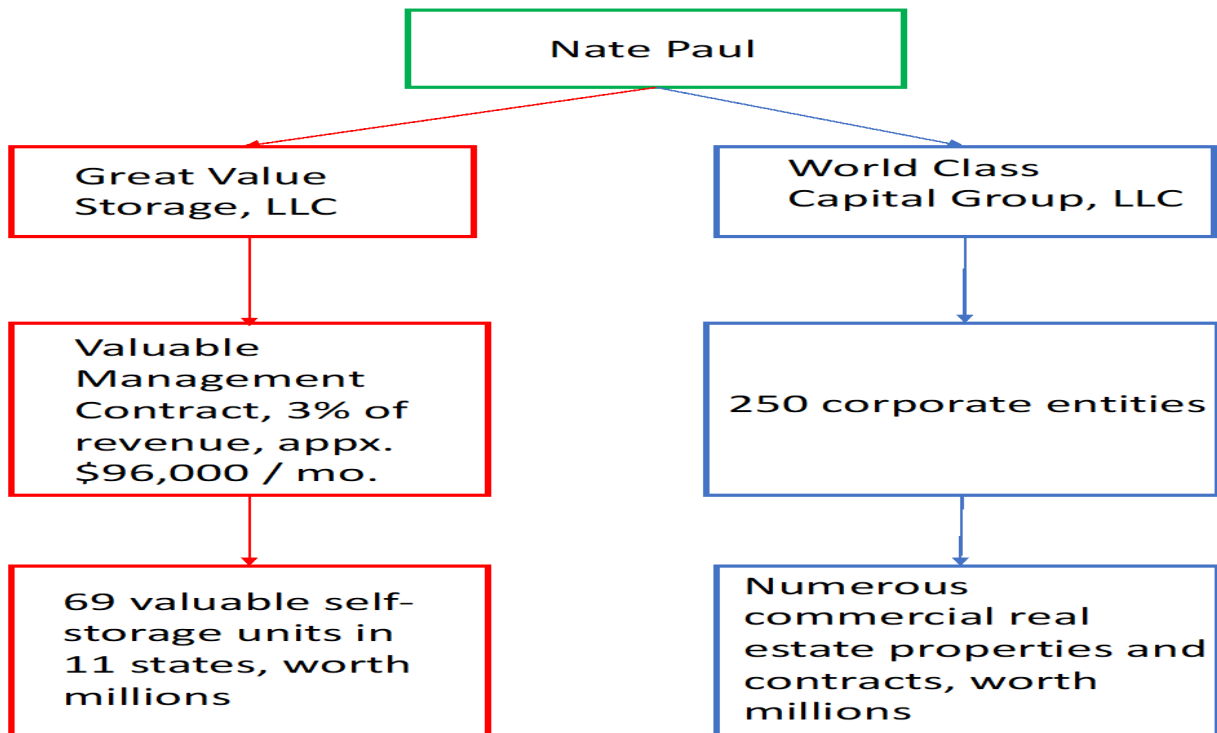 Nate Paul
Great Value
Storage, LLC
World Class
Capital Group, LLC
Valuable
Management
Contract, 3% of
revenue, appx.
$96,000 / mo.
250 corporate entities
69 valuable self-
storage units in
11 states, worth
millions
Numerous
commercial real
estate properties and
contracts, worth
millions